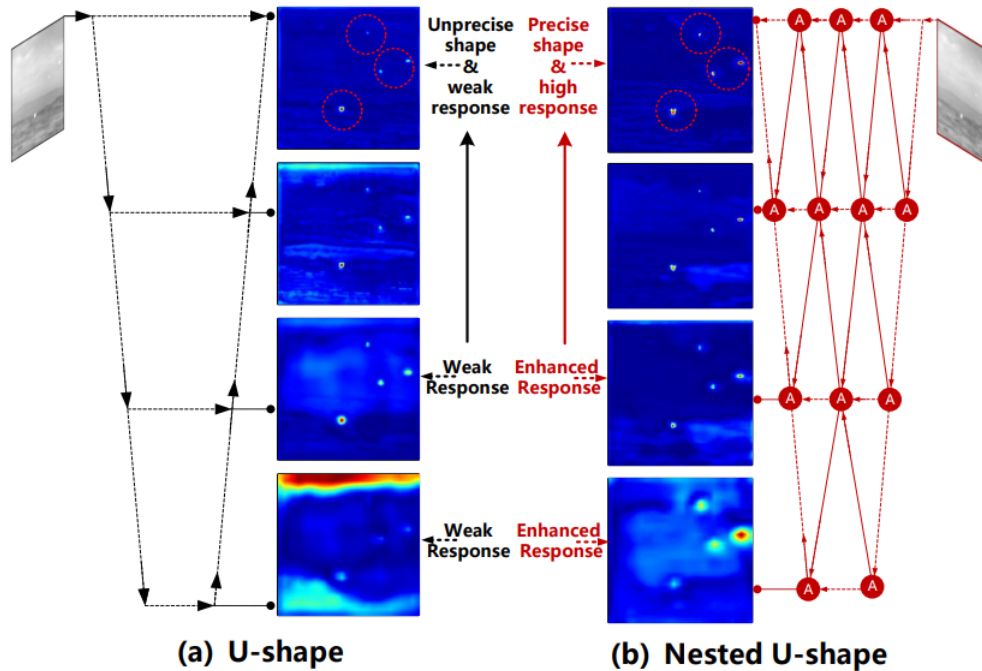 Unprecise
shape
&
weak
response
Precise
shape
&
high
response
A A A
A A A A
Weak
Response
Enhanced
Response
A A A
Weak
Response
Enhanced
Response
A A
(a) U-shape
(b) Nested U-shape